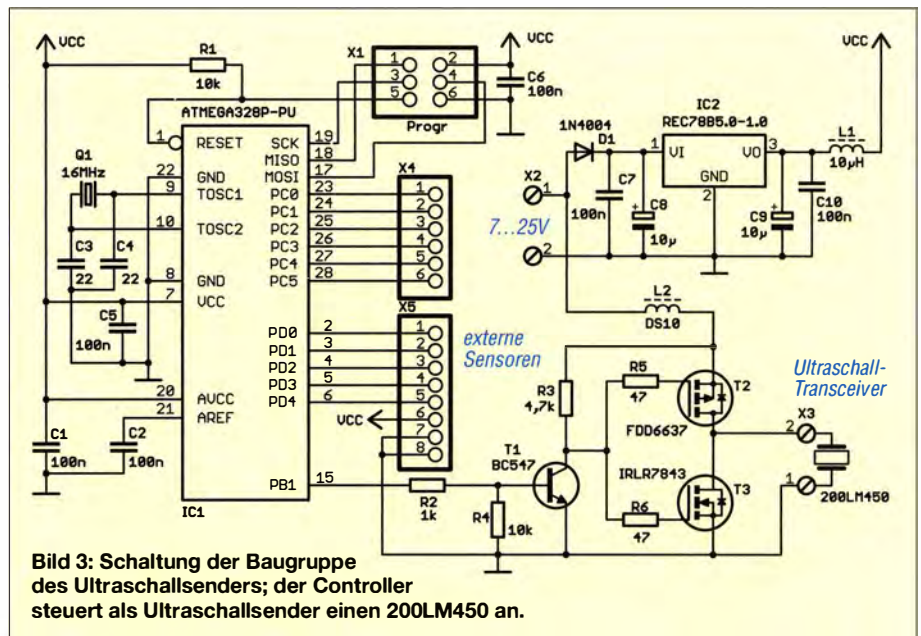 VCC
R1
10k
X1
1 2
3 4
5 6
Progr
VCC
C6
100n
VCC
IC2
REC78B5.0-1.0
1N4004 D1
1 VI VO 3
GND
2
L1
10µH
C7
100n
C8
10µ
C9
10µ
C10
100n
X2
1
7...25V
2
ATMEGA328P-PU
1 RESET
22 GND
9 TOSC1
10 TOSC2
8 GND
7 VCC
20 AVCC
21 AREF
SCK 19
MISO 18
MOSI 17
PC0 23
PC1 24
PC2 25
PC3 26
PC4 27
PC5 28
PD0 2
PD1 3
PD2 4
PD3 5
PD4 6
PB1 15
IC1
Q1
16MHz
C3
22
C4
22
C5
100n
C1
100n
C2
100n
X4
1
2
3
4
5
6
X5
1
2
3
4
5
6
7
8
VCC
externe
Sensoren
L2
DS10
R3
4,7k
R5
47
T2
FDD6637
T1
BC547
IRLR7843
T3
R6
47
R2
1k
R4
10k
Ultraschall-
Transceiver
X3
2
1
200LM450
Bild 3: Schaltung der Baugruppe
des Ultraschallsenders; der Controller
steuert als Ultraschallsender einen 200LM450 an.